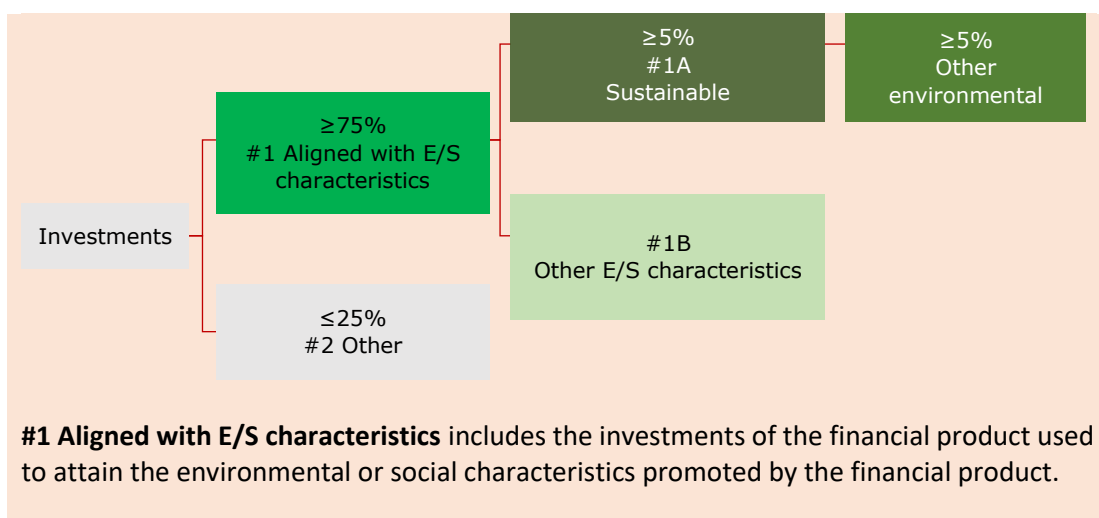 ≥5%
#1A
Sustainable
≥5%
Other
environmental
≥75%
#1 Aligned with E/S
characteristics
Investments
#1B
Other E/S characteristics
≤25%
#2 Other
#1 Aligned with E/S characteristics includes the investments of the financial product used
to attain the environmental or social characteristics promoted by the financial product.